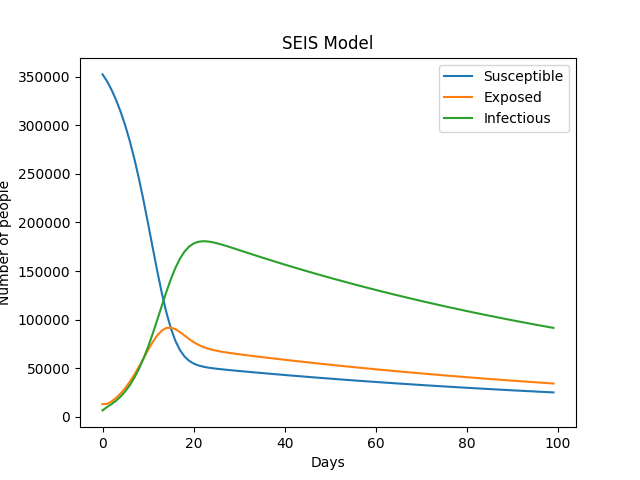 SEIS Model
Number of people
350000
300000
250000
200000
150000
100000
50000
0
Susceptible
Exposed
Infectious
0 20 40 60 80 100
Days